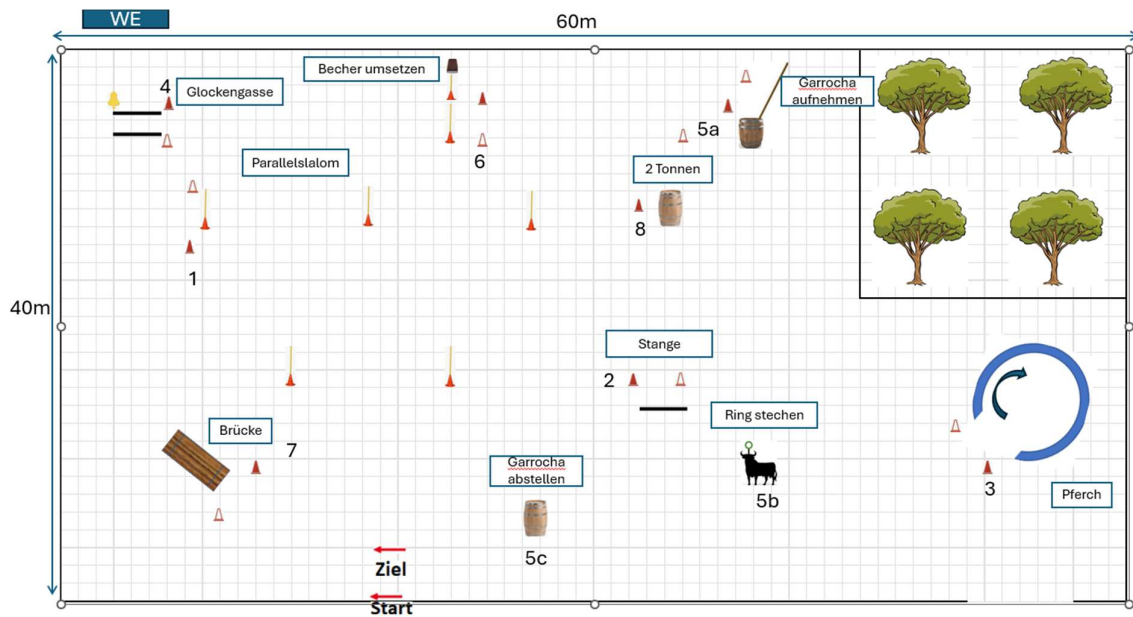 WE
60m
40m
4
Glockengasse
Becher umsetzen
Garrocha
aufnehmen
5a
6
Parallelslalom
2 Tonnen
8
1
Stange
2
Ring stechen
Brücke
7
Garrocha
abstellen
5b
3
Pferch
5c
Ziel
Start